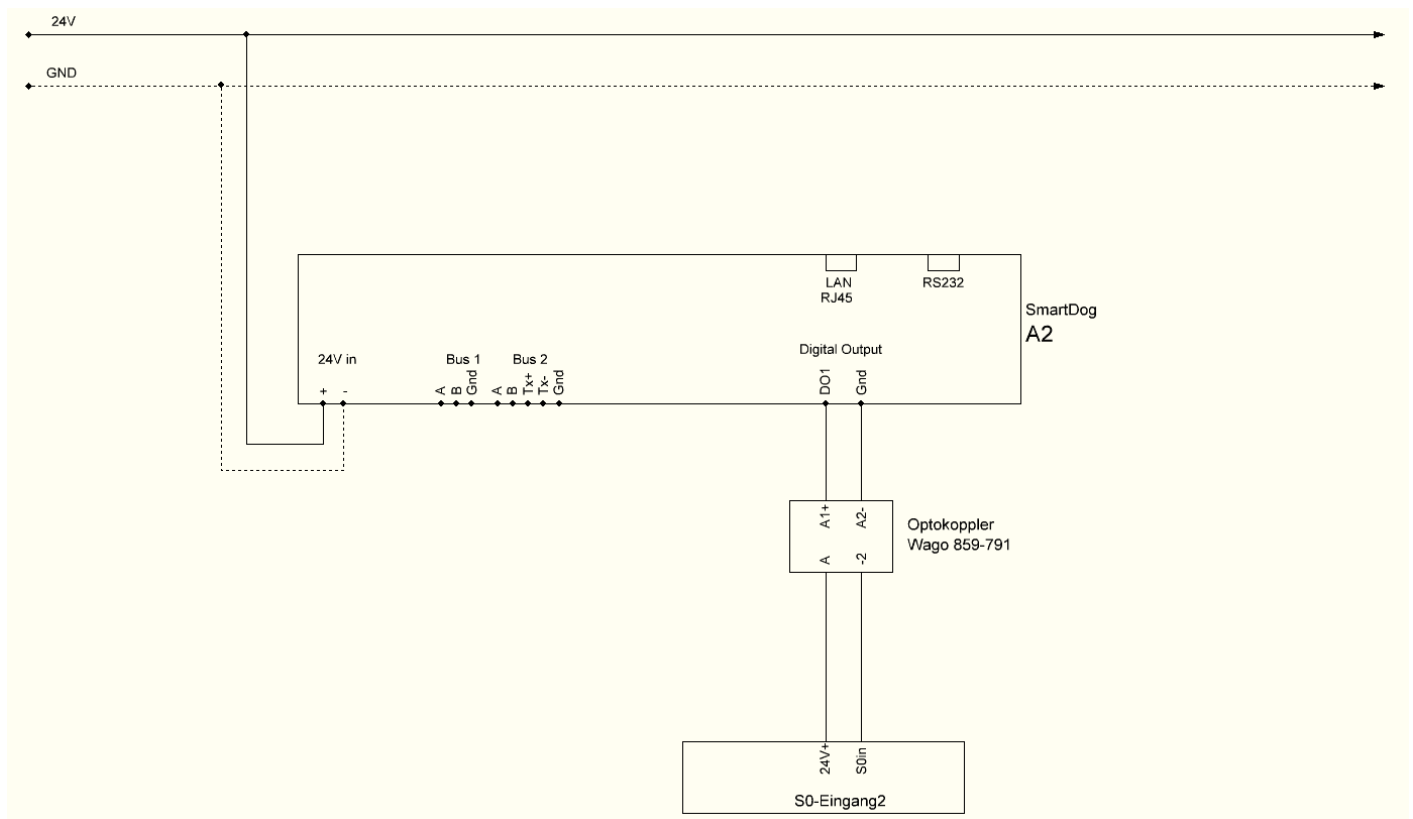 24V
GND
LAN
RJ45
RS232
SmartDog
A2
Digital Output
24V in
Bus 1
Bus 2
+
-
A
B
Gnd
A
B
Tx+
Tx-
Gnd
DO1
Gnd
A1+
A2-
A
-2
Optokoppler
Wago 859-791
24V+
S0in
S0-Eingang2